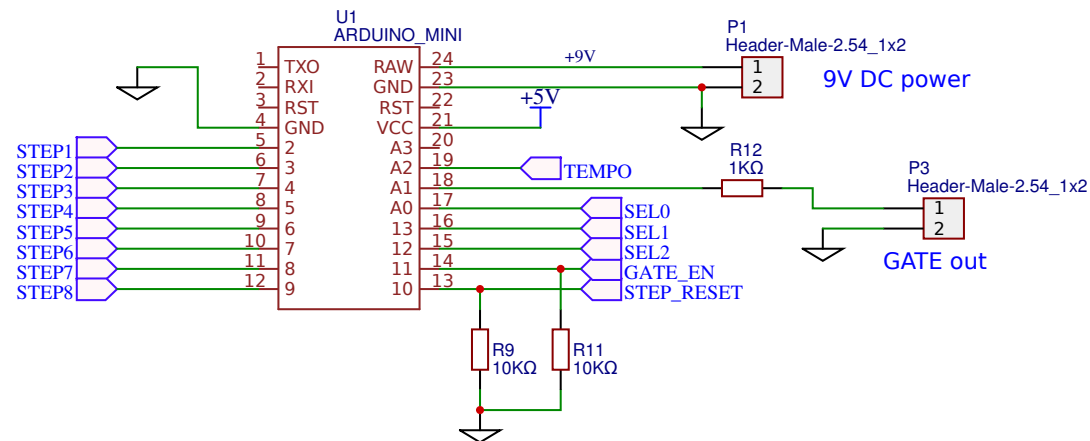 U1
ARDUINO_MINI
1 TXO RAW 24
2 RXI GND 23
3 RST RST 22
4 GND VCC 21
5 2 A3 20
6 3 A2 19
7 4 A1 18
8 5 A0 17
9 6 13 16
10 7 12 15
11 8 11 14
12 9 10 13
STEP1
STEP2
STEP3
STEP4
STEP5
STEP6
STEP7
STEP8
+9V
+5V
P1
Header-Male-2.54_1x2
1
2
9V DC power
TEMPO
R12
1KΩ
P3
Header-Male-2.54_1x2
1
2
GATE out
SEL0
SEL1
SEL2
GATE_EN
STEP_RESET
R9
10KΩ
R11
10KΩ